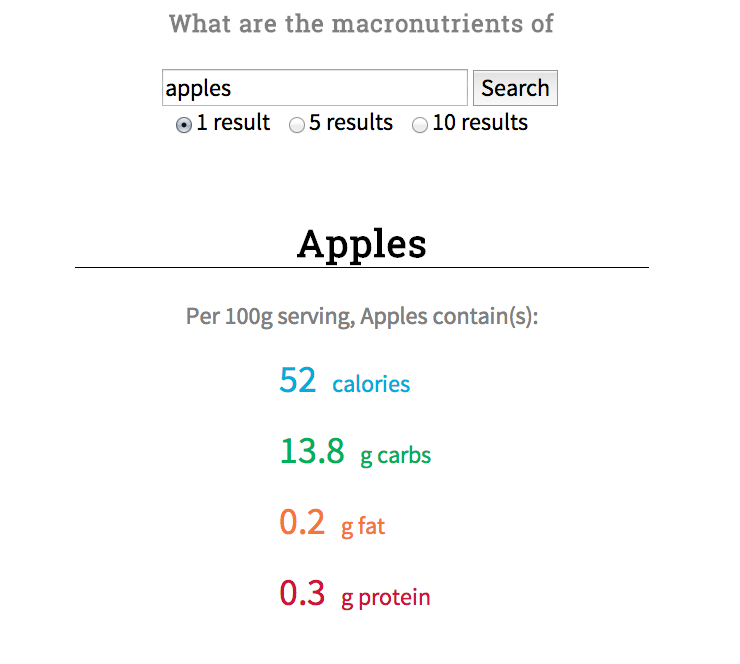 What are the macronutrients of
apples Search
1 result 5 results 10 results
Apples
Per 100g serving, Apples contain(s):
52 calories
13.8 g carbs
0.2 g fat
0.3 g protein